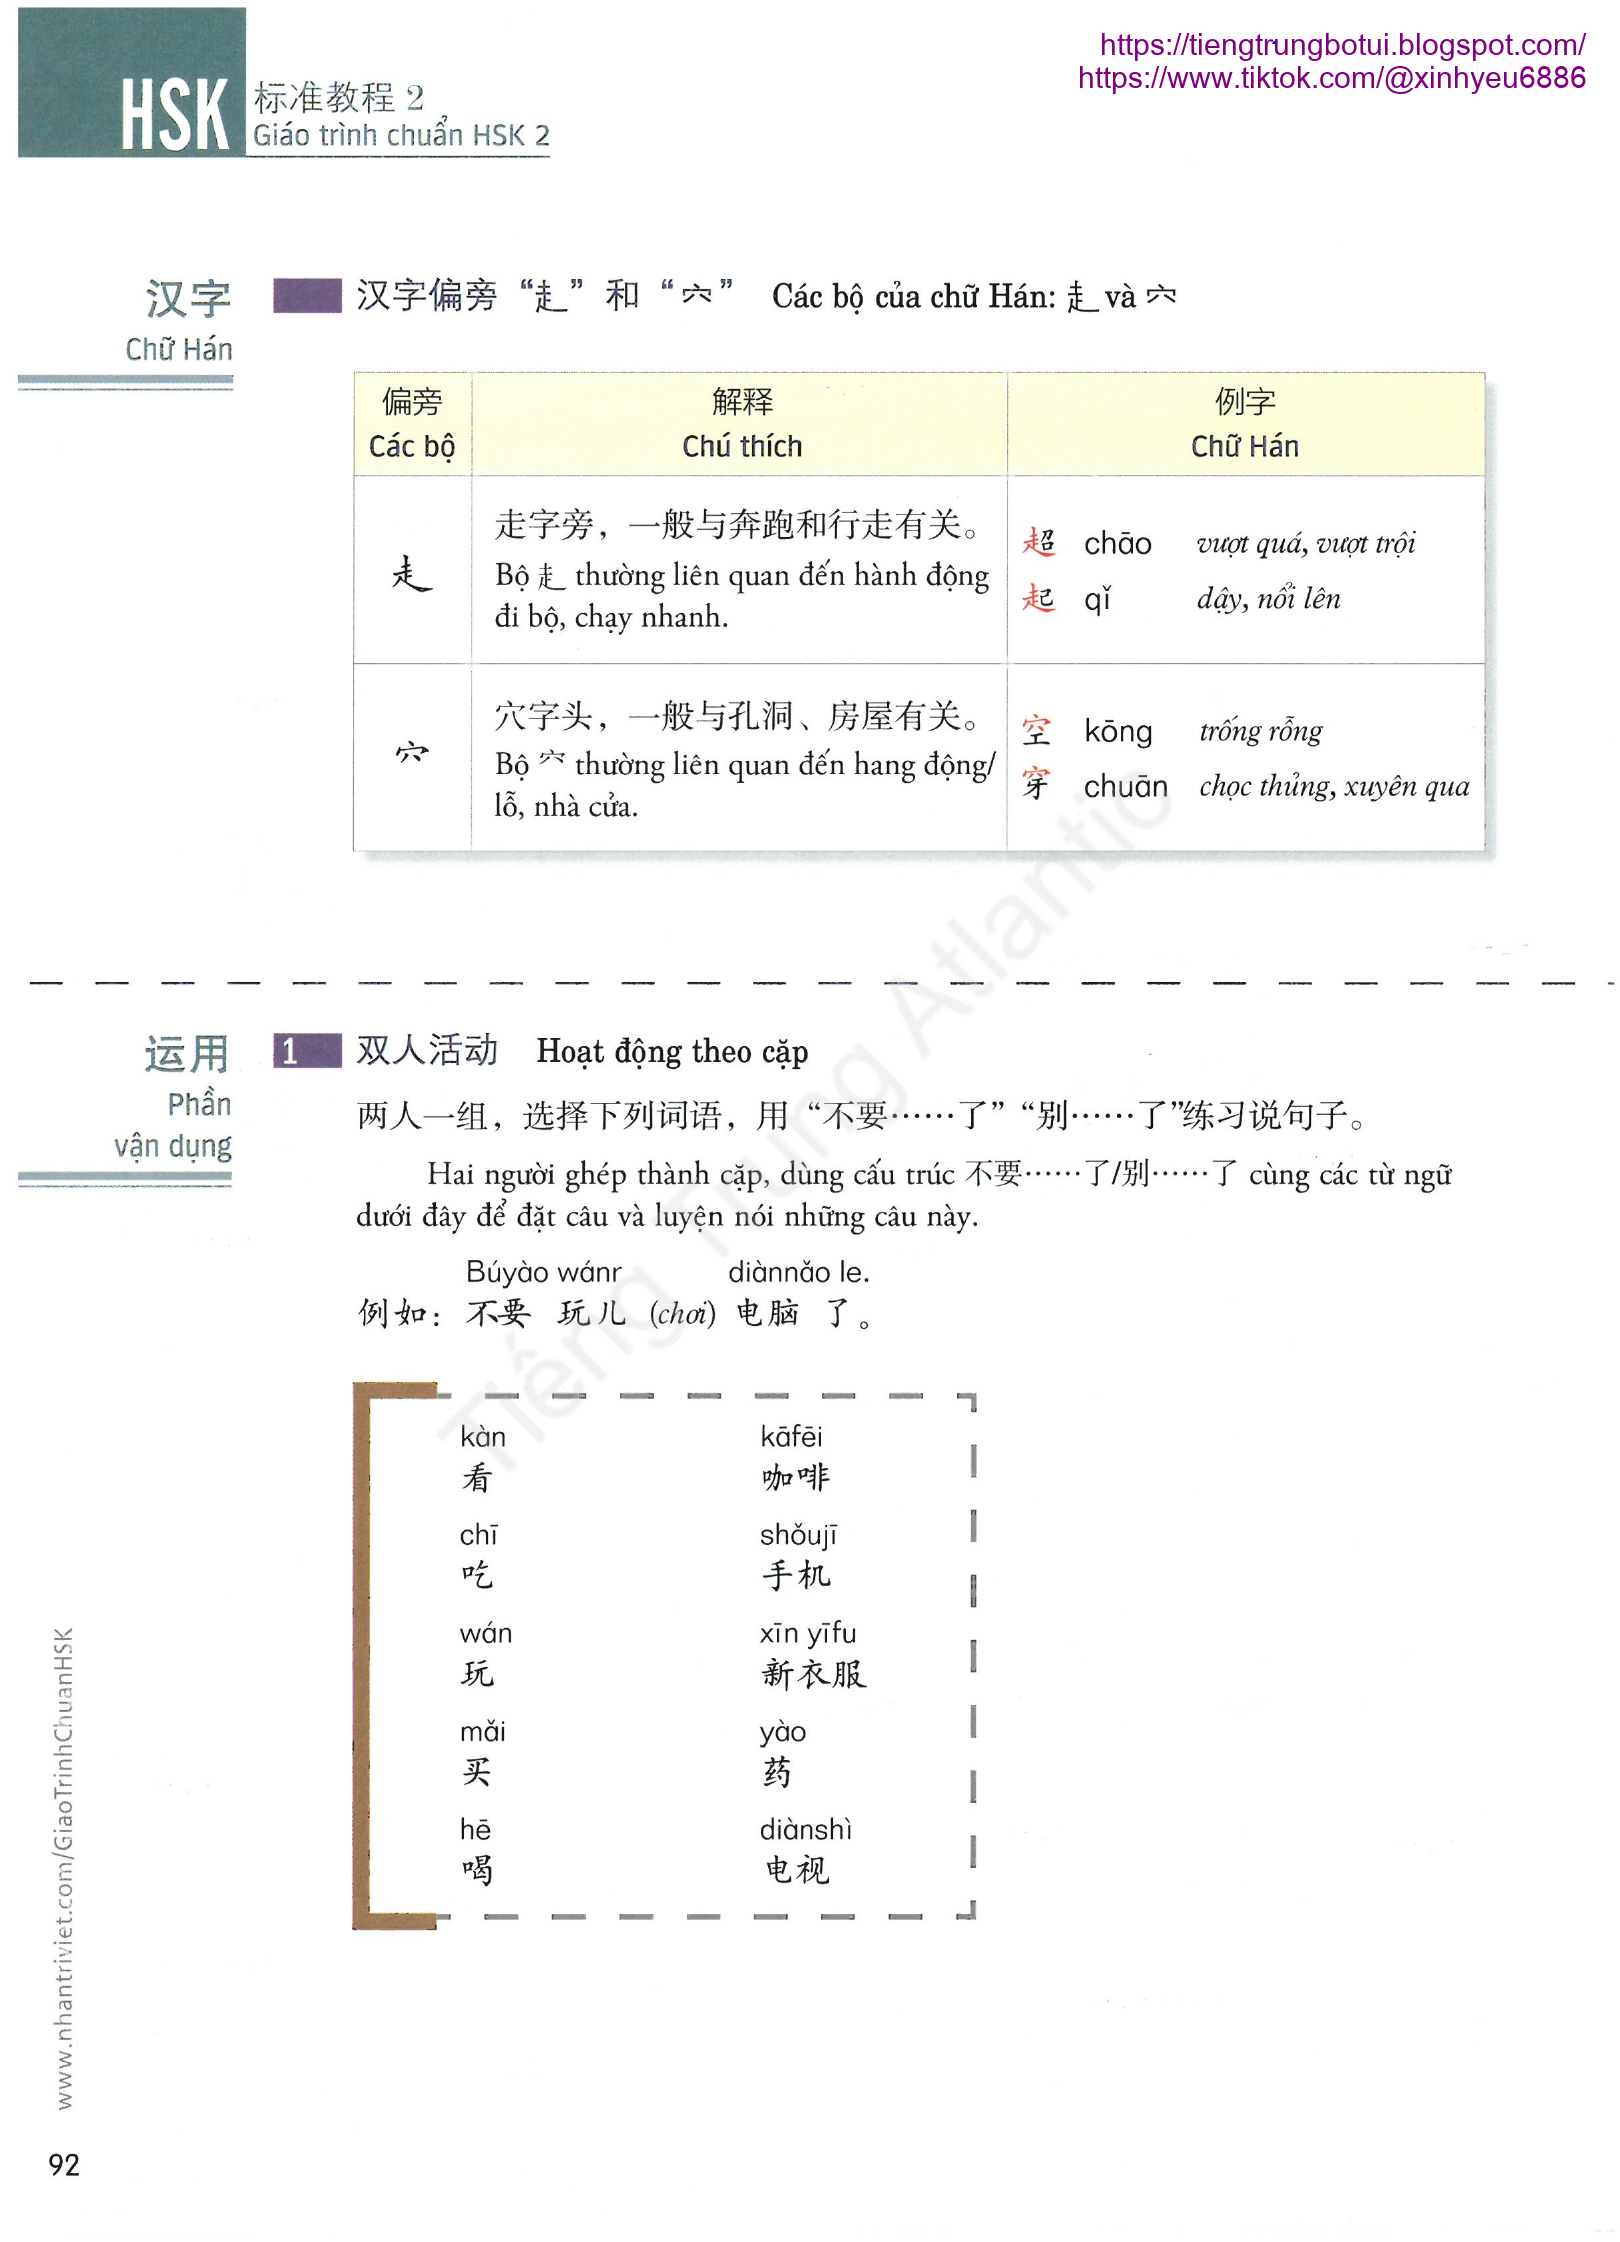 https://tiengtrungbotui.blogspot.com/
https://www.tiktok.com/@xinhyeu6886
HSK 标准教程 2
Giáo trình chuẩn HSK 2
汉字
Chữ Hán
汉字偏旁“走”和“穴” Các bộ của chữ Hán: 走 và 穴
偏旁 解释 例字
Các bộ Chú thích Chữ Hán
走
走字旁，一般与奔跑和行走有关。
Bộ 走 thường liên quan đến hành động
đi bộ, chạy nhanh.
超 chāo vượt quá, vượt trội
起 qǐ dậy, nổi lên
穴
穴字头，一般与孔洞、房屋有关。
Bộ 穴 thường liên quan đến hang động/
lỗ, nhà cửa.
空 kōng trống rỗng
穿 chuān chọc thủng, xuyên qua
运用
Phần
vận dụng
1 双人活动 Hoạt động theo cặp
两人一组，选择下列词语，用“不要……了”“别……了”练习说句子。
Hai người ghép thành cặp, dùng cấu trúc 不要……了/别……了 cùng các từ ngữ
dưới đây để đặt câu và luyện nói những câu này.
Búyào wánr diànnǎo le.
例如：不要 玩儿 (chơi) 电脑 了。
kàn kāfēi
看 咖啡
chī shǒujī
吃 手机
wán xīn yīfu
玩 新衣服
mǎi yào
买 药
hē diànshì
喝 电视
Tiếng Trung Atlantic
www.nhantriviet.com/GiaoTrinhChuanHSK
92